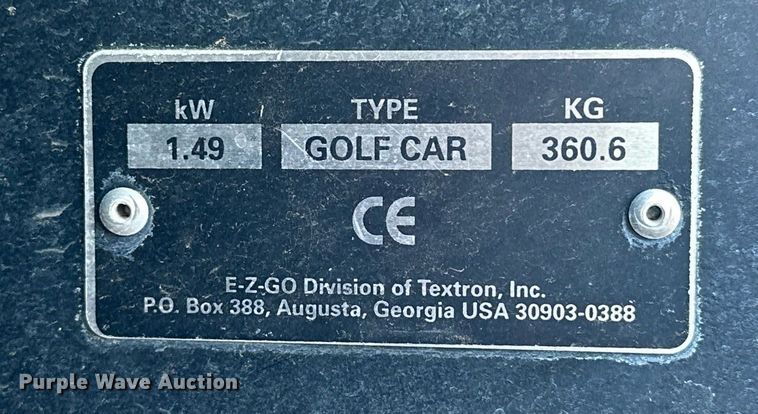 kW TYPE KG
1.49 GOLF CAR 360.6
CE
E-Z-GO Division of Textron, Inc.
P.O. Box 388, Augusta, Georgia USA 30903-0388
Purple Wave Auction